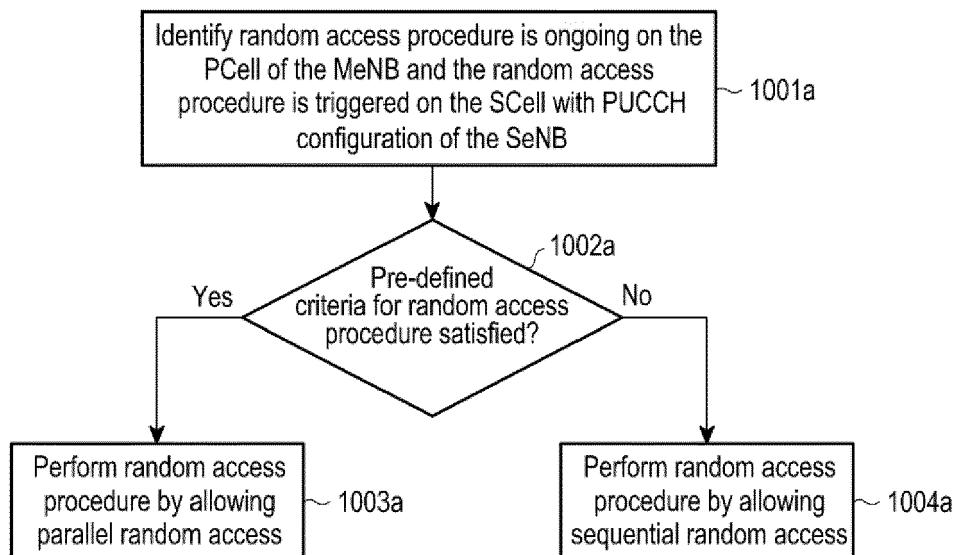 Identify random access procedure is ongoing on the
PCell of the MeNB and the random access
procedure is triggered on the SCell with PUCCH
configuration of the SeNB
1001a
1002a
Pre-defined
criteria for random access
procedure satisfied?
Yes
No
Perform random access
procedure by allowing
parallel random access
1003a
Perform random access
procedure by allowing
sequential random access
1004a